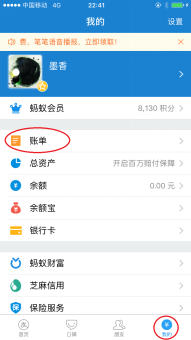 中国移动 4G 22:41
我的 设置
费、笔笔语音播报，立即开启！
墨香
蚂蚁会员 8,130 积分
账单
总资产 开启百万赔付保障
余额 0.00 元
余额宝
银行卡
蚂蚁财富
芝麻信用
保险服务
首页 口碑 朋友 我的